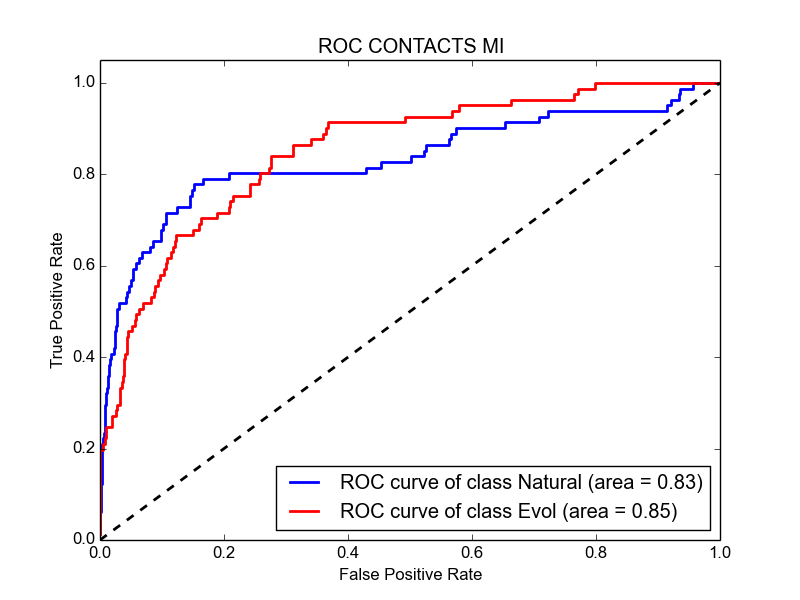 ROC CONTACTS MI
True Positive Rate
1.0
0.8
0.6
0.4
0.2
0.0
ROC curve of class Natural (area = 0.83)
ROC curve of class Evol (area = 0.85)
0.0 0.2 0.4 0.6 0.8 1.0
False Positive Rate